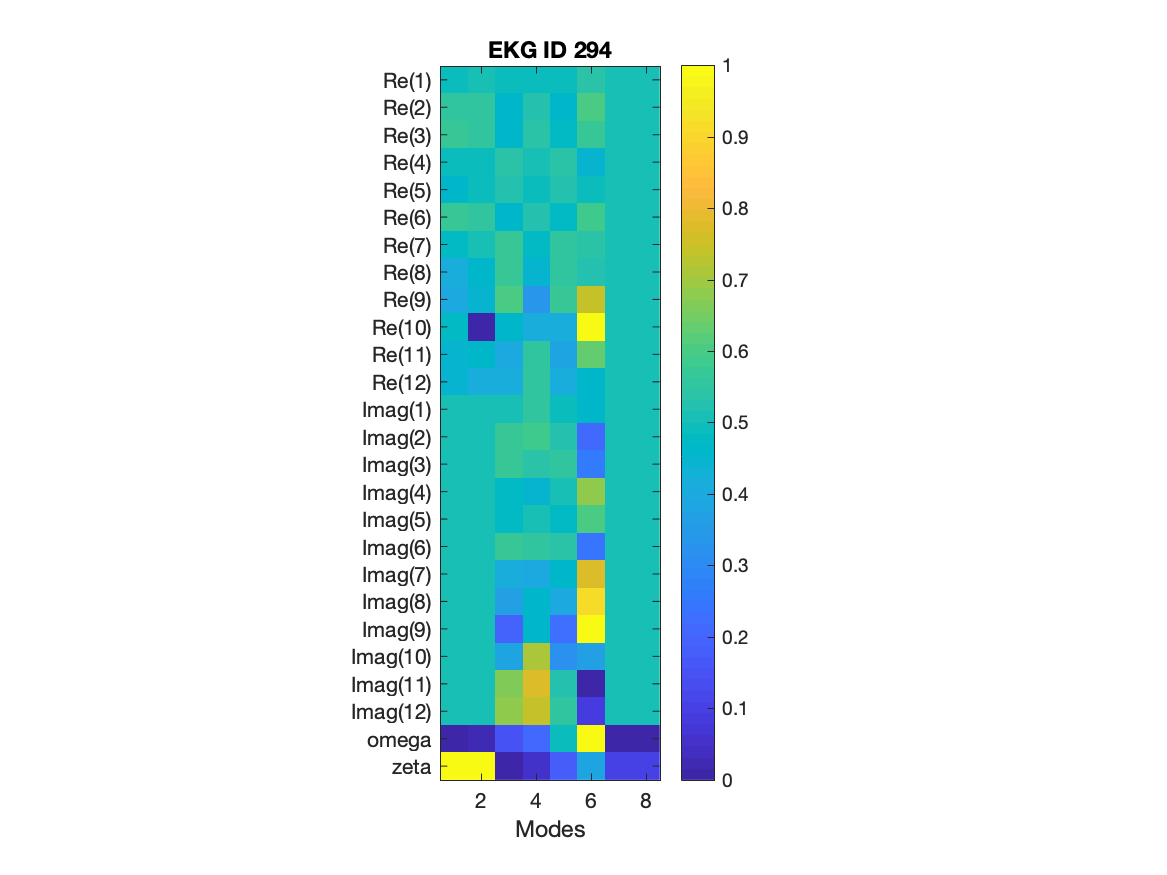 EKG ID 294
Re(1)
Re(2)
Re(3)
Re(4)
Re(5)
Re(6)
Re(7)
Re(8)
Re(9)
Re(10)
Re(11)
Re(12)
Imag(1)
Imag(2)
Imag(3)
Imag(4)
Imag(5)
Imag(6)
Imag(7)
Imag(8)
Imag(9)
Imag(10)
Imag(11)
Imag(12)
omega
zeta
2 4 6 8
Modes
1
0.9
0.8
0.7
0.6
0.5
0.4
0.3
0.2
0.1
0